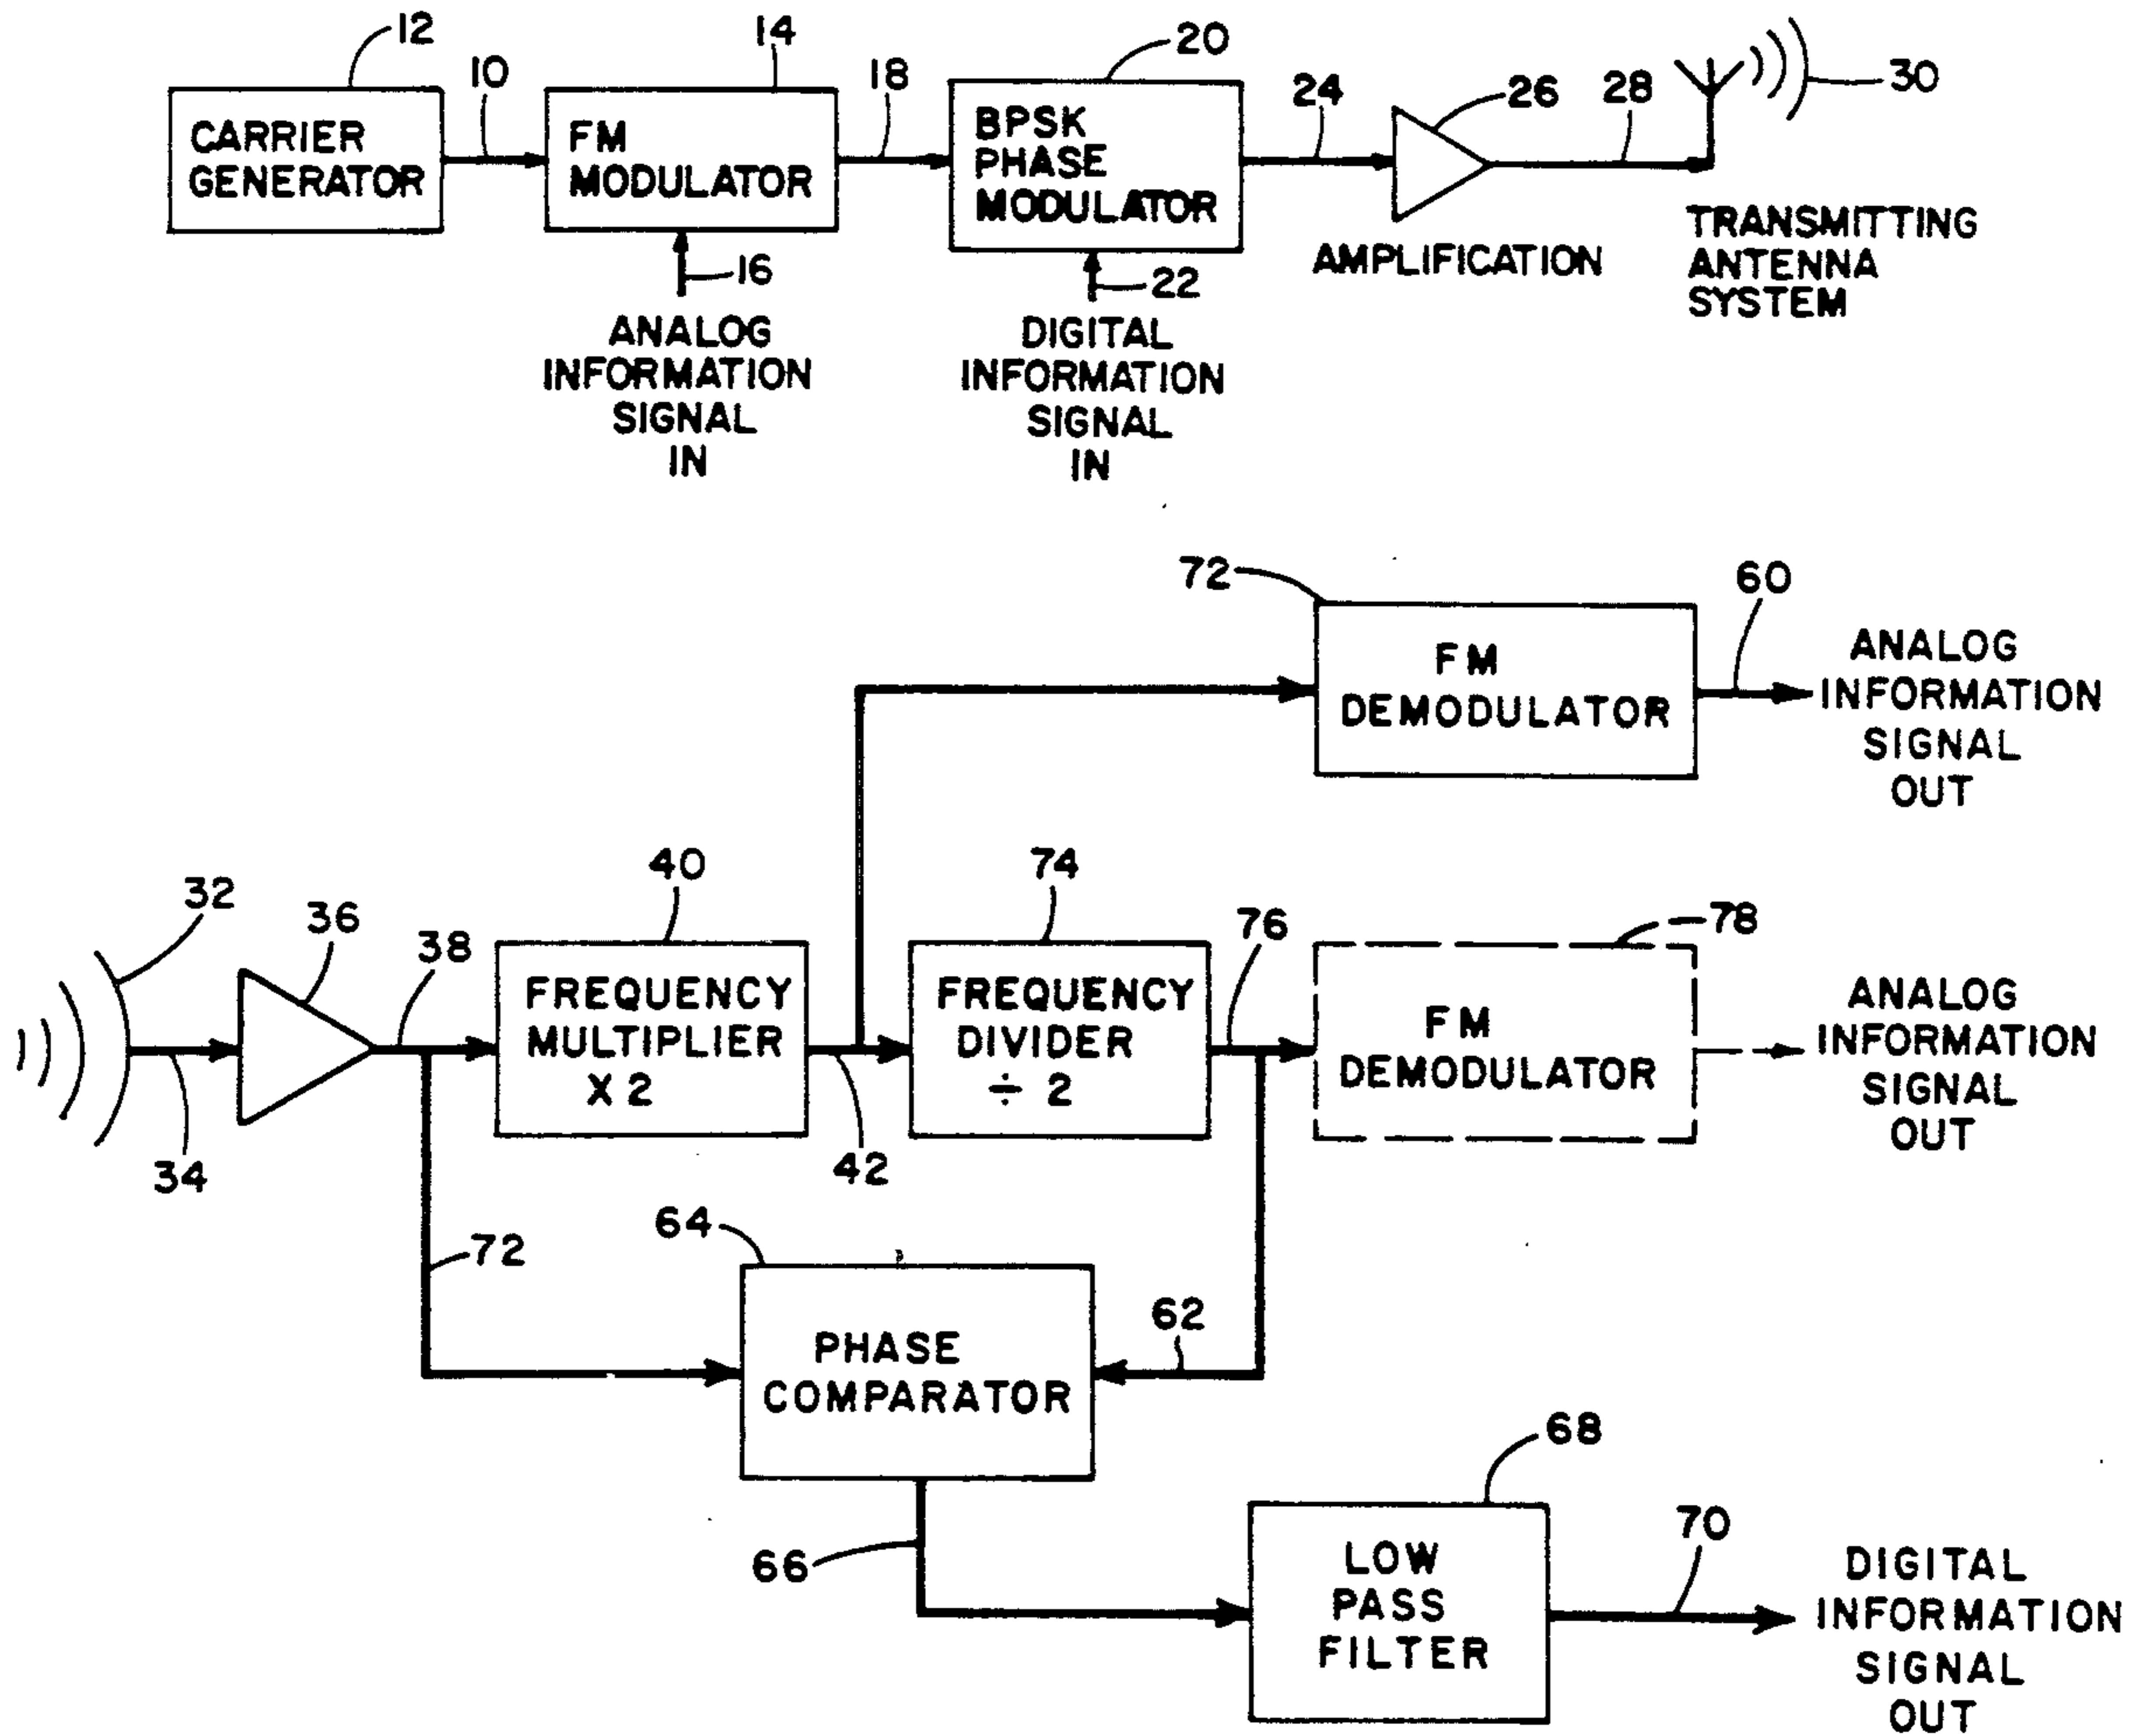 12
10
14
18
20
24
26
28
30
CARRIER
GENERATOR
FM
MODULATOR
BPSK
PHASE
MODULATOR
16
22
AMPLIFICATION
TRANSMITTING
ANTENNA
SYSTEM
ANALOG
INFORMATION
SIGNAL
IN
DIGITAL
INFORMATION
SIGNAL
IN
72
60
FM
DEMODULATOR
ANALOG
INFORMATION
SIGNAL
OUT
32
36
38
40
74
76
78
FREQUENCY
MULTIPLIER
X 2
FREQUENCY
DIVIDER
÷ 2
FM
DEMODULATOR
ANALOG
INFORMATION
SIGNAL
OUT
34
42
72
64
62
PHASE
COMPARATOR
66
68
70
LOW
PASS
FILTER
DIGITAL
INFORMATION
SIGNAL
OUT